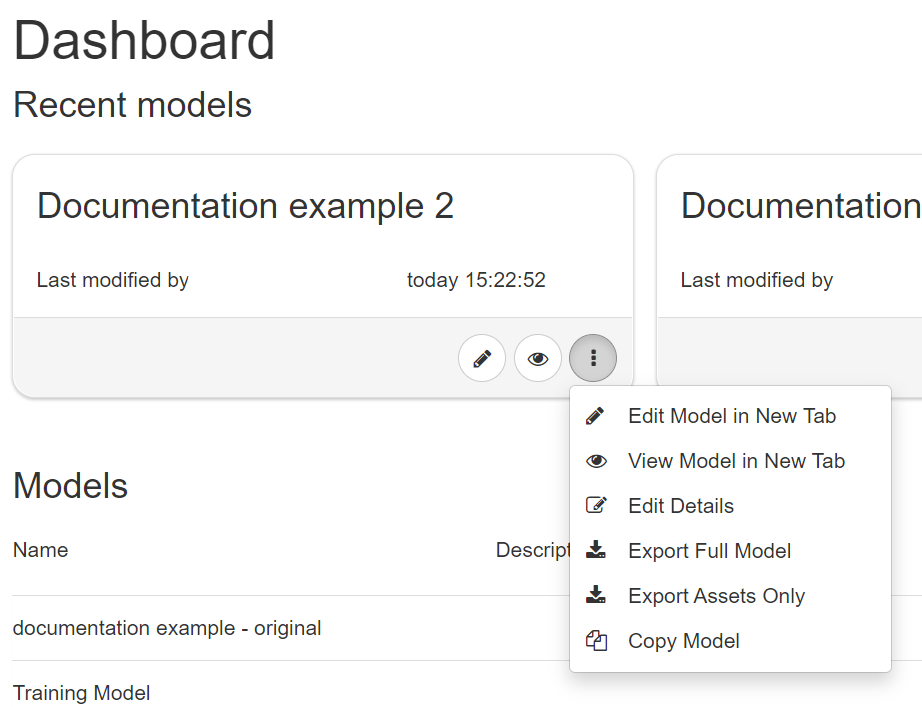 Dashboard
Recent models
Documentation example 2
Documentation
Last modified by today 15:22:52
Last modified by
Edit Model in New Tab
View Model in New Tab
Edit Details
Export Full Model
Export Assets Only
Copy Model
Models
Name Descript
documentation example - original
Training Model